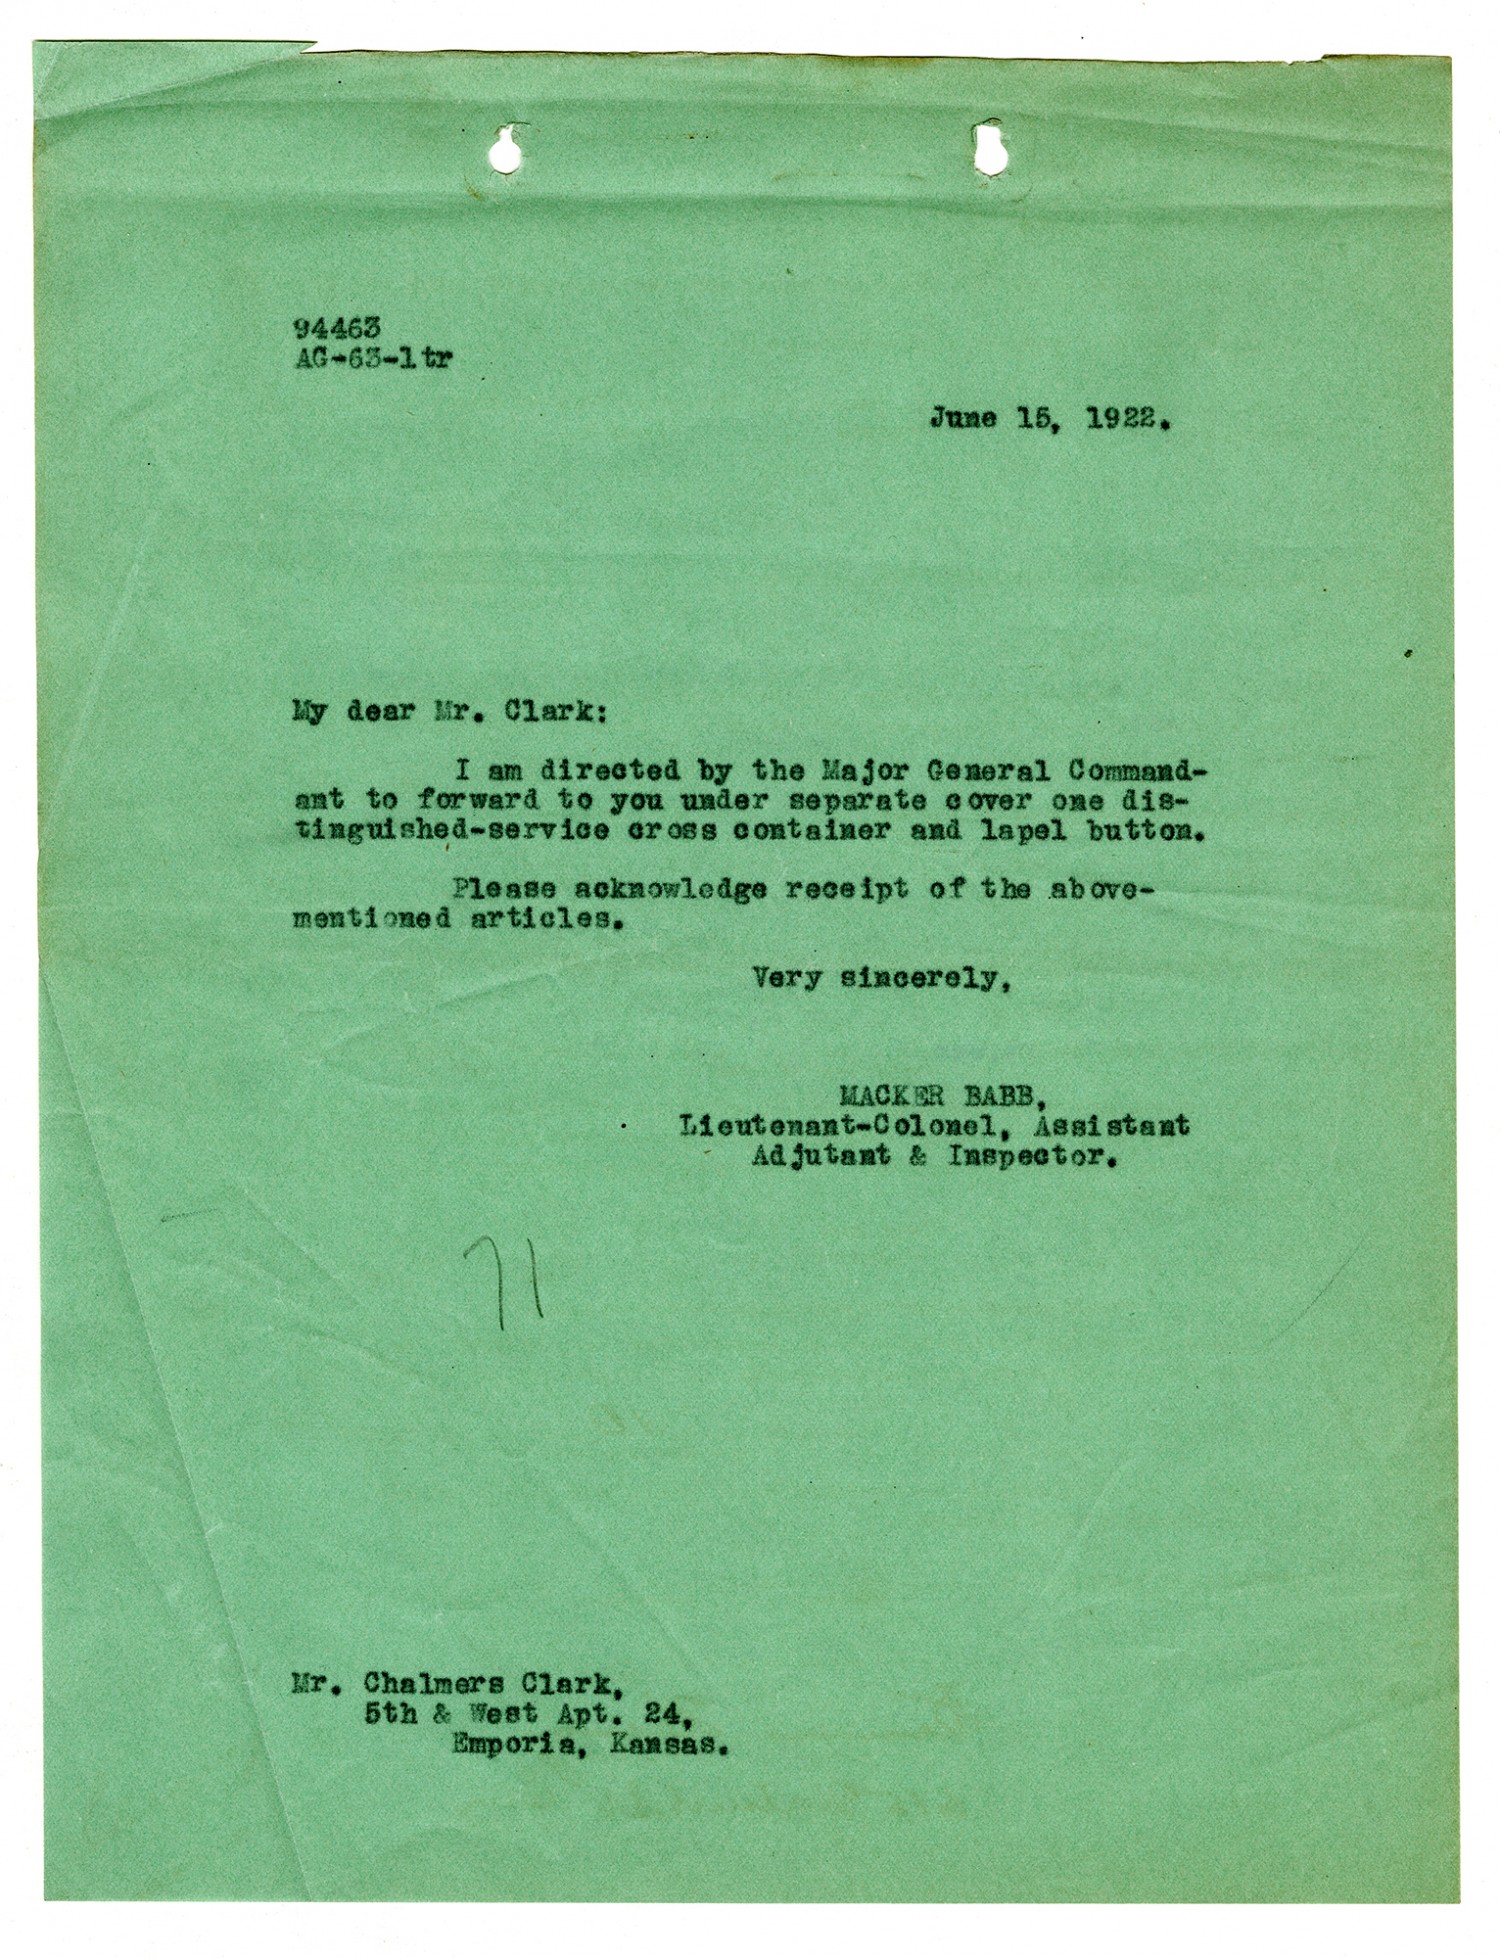 94463
AG-63-ltr
June 15, 1922.
My dear Mr. Clark:
I am directed by the Major General Command-
ant to forward to you under separate cover one dis-
tinguished-service cross container and lapel button.
Please acknowledge receipt of the above-
mentioned articles.
Very sincerely,
MACKER BABB,
Lieutenant-Colonel, Assistant
Adjutant & Inspector.
71
Mr. Chalmers Clark,
5th & West Apt. 24,
Emporia, Kansas.